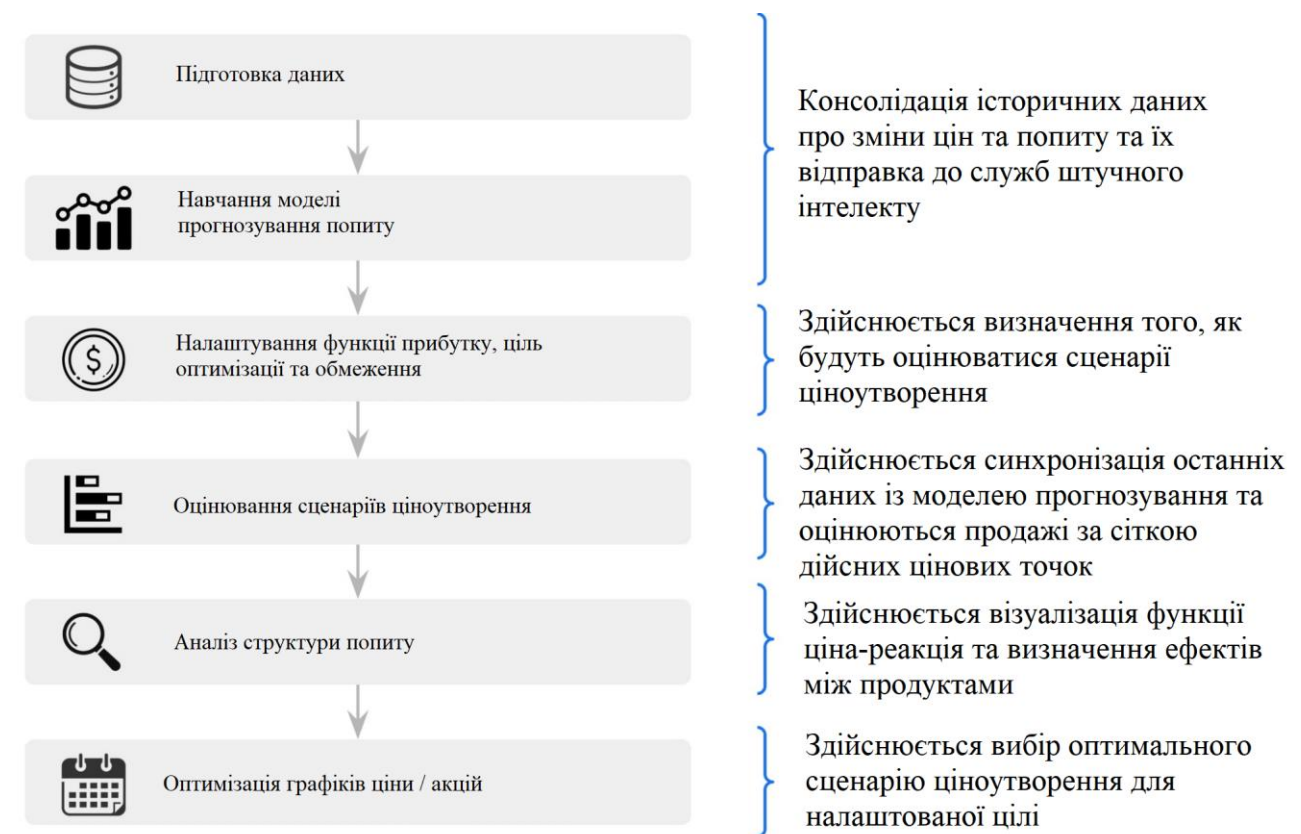 Підготовка даних
Консолідація історичних даних
про зміни цін та попиту та їх
відправка до служб штучного
інтелекту
Навчання моделі
прогнозування попиту
Налаштування функції прибутку, ціль
оптимізації та обмеження
Здійснюється визначення того, як
будуть оцінюватися сценарії
ціноутворення
Оцінювання сценаріїв ціноутворення
Здійснюється синхронізація останніх
даних із моделею прогнозування та
оцінюються продажі за сіткою
дійсних цінових точок
Аналіз структури попиту
Здійснюється візуалізація функції
ціна-реакція та визначення ефектів
між продуктами
Оптимізація графіків ціни / акцій
Здійснюється вибір оптимального
сценарію ціноутворення для
налаштованої цілі